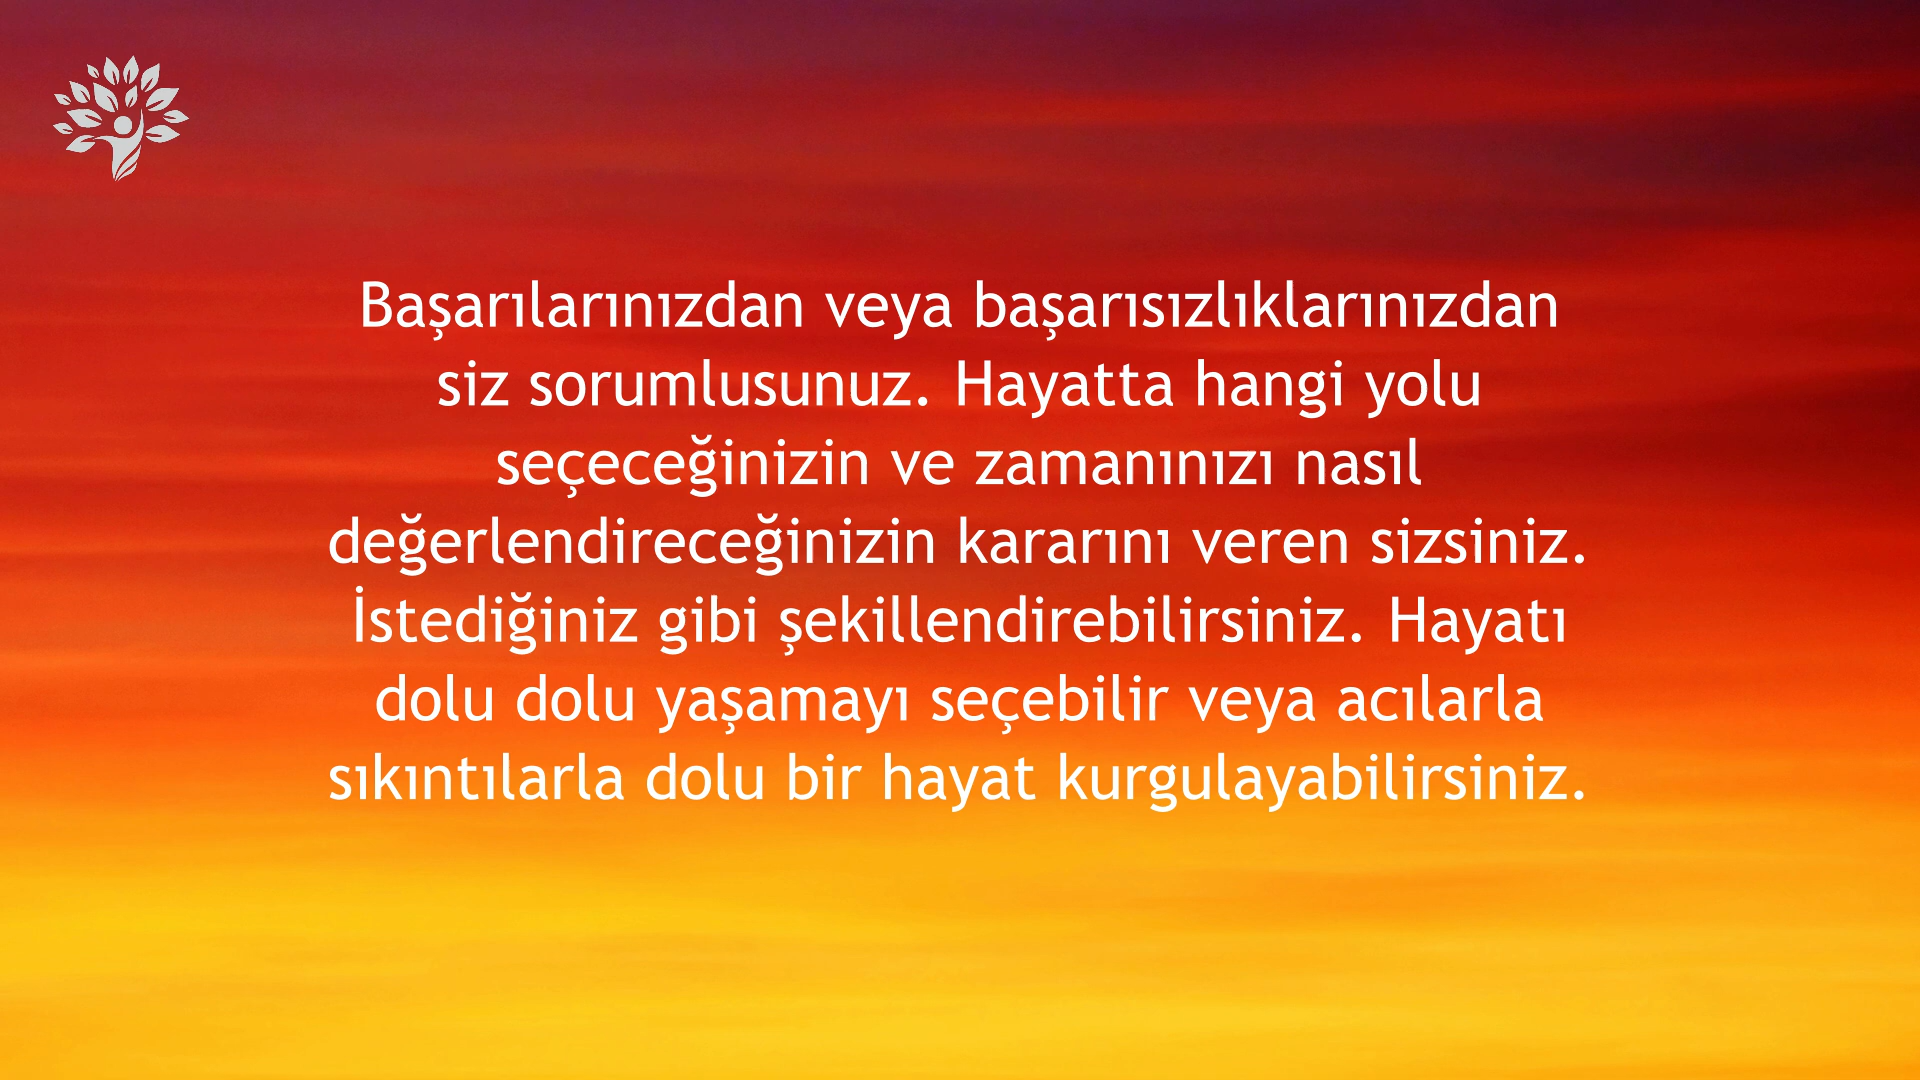 Başarılarınızdan veya başarısızlıklarınızdan
siz sorumlusunuz. Hayatta hangi yolu
seçeceğinizin ve zamanınızı nasıl
değerlendireceğinizin kararını veren sizsiniz.
İstediğiniz gibi şekillendirebilirsiniz. Hayatı
dolu dolu yaşamayı seçebilir veya acılarla
sıkıntılarla dolu bir hayat kurgulayabilirsiniz.